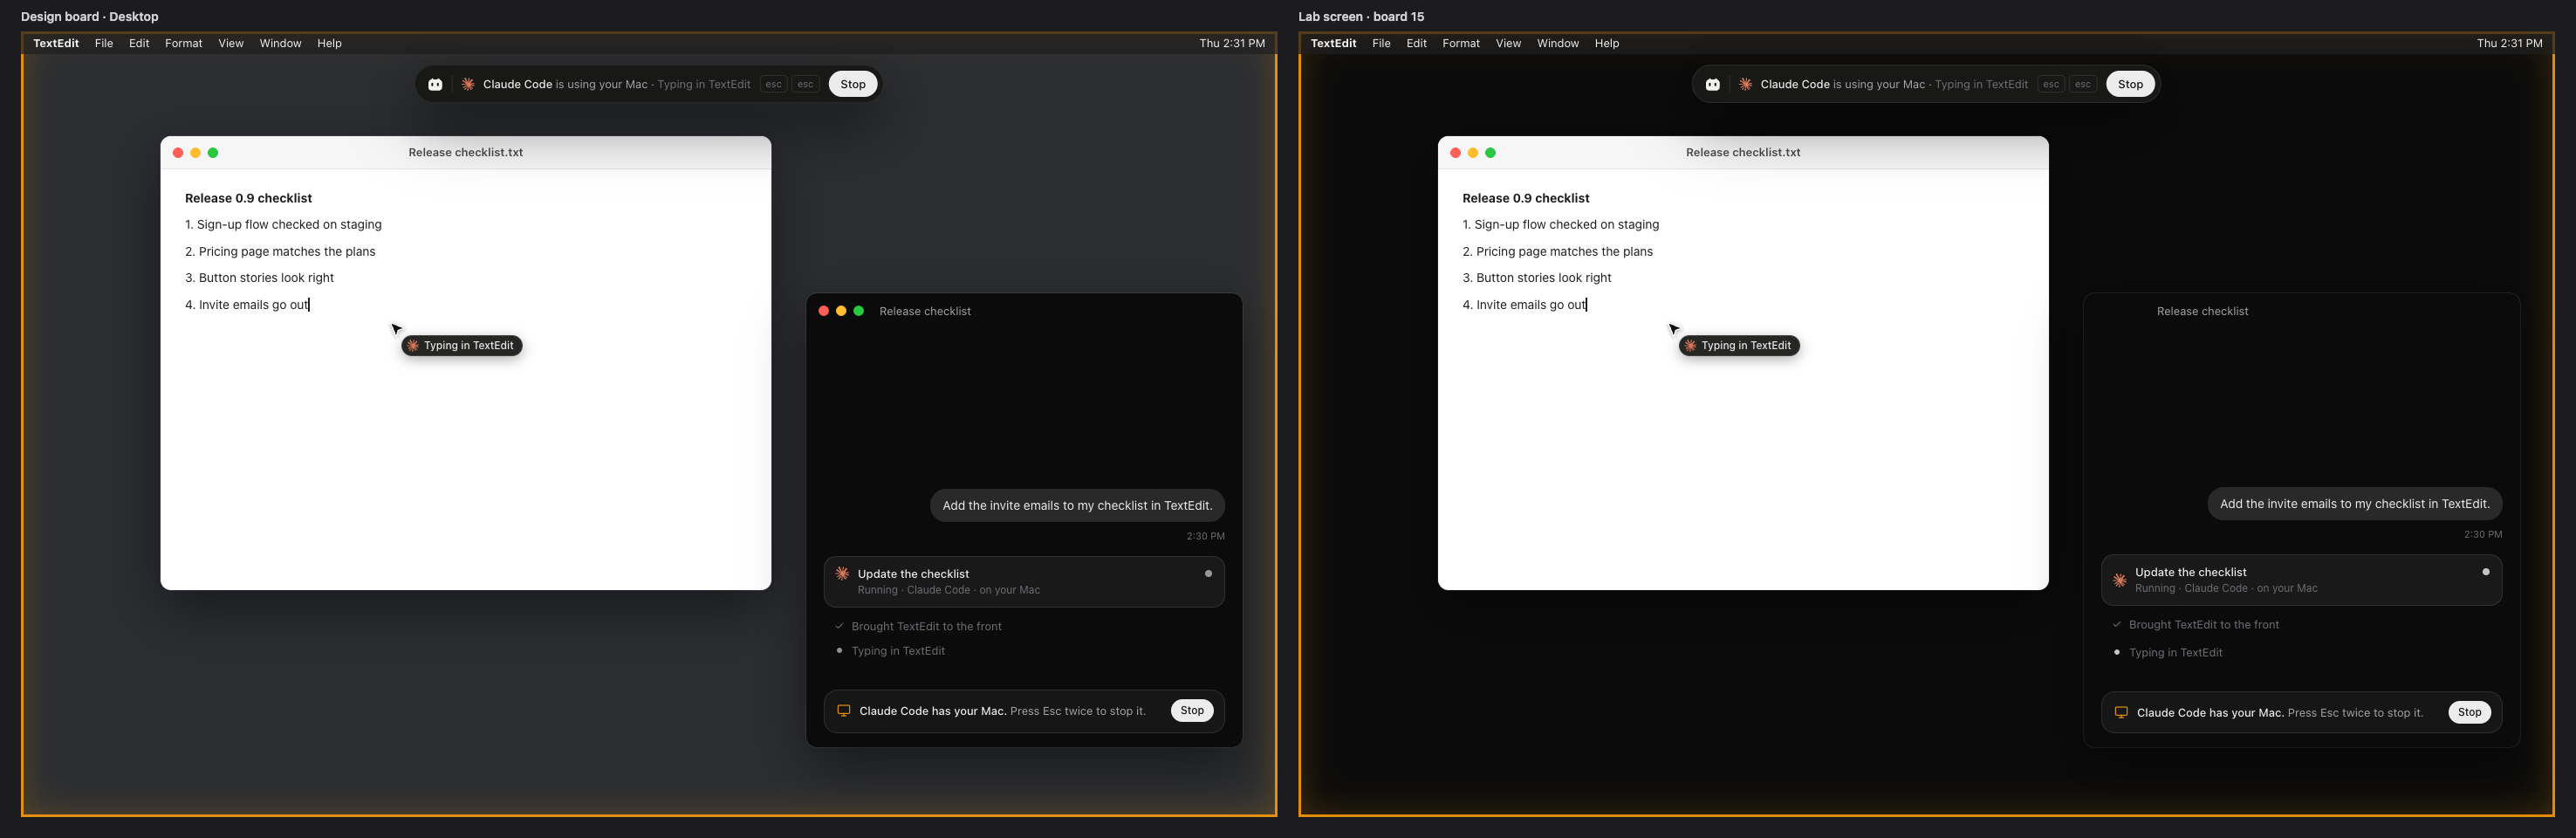 Design board · Desktop
TextEdit File Edit Format View Window Help Thu 2:31 PM
Claude Code is using your Mac · Typing in TextEdit esc esc Stop
Release checklist.txt
Release 0.9 checklist
1. Sign-up flow checked on staging
2. Pricing page matches the plans
3. Button stories look right
4. Invite emails go out
Typing in TextEdit
Release checklist
Add the invite emails to my checklist in TextEdit.
2:30 PM
Update the checklist
Running · Claude Code · on your Mac
Brought TextEdit to the front
Typing in TextEdit
Claude Code has your Mac. Press Esc twice to stop it. Stop
Lab screen · board 15
TextEdit File Edit Format View Window Help Thu 2:31 PM
Claude Code is using your Mac · Typing in TextEdit esc esc Stop
Release checklist.txt
Release 0.9 checklist
1. Sign-up flow checked on staging
2. Pricing page matches the plans
3. Button stories look right
4. Invite emails go out
Typing in TextEdit
Release checklist
Add the invite emails to my checklist in TextEdit.
2:30 PM
Update the checklist
Running · Claude Code · on your Mac
Brought TextEdit to the front
Typing in TextEdit
Claude Code has your Mac. Press Esc twice to stop it. Stop